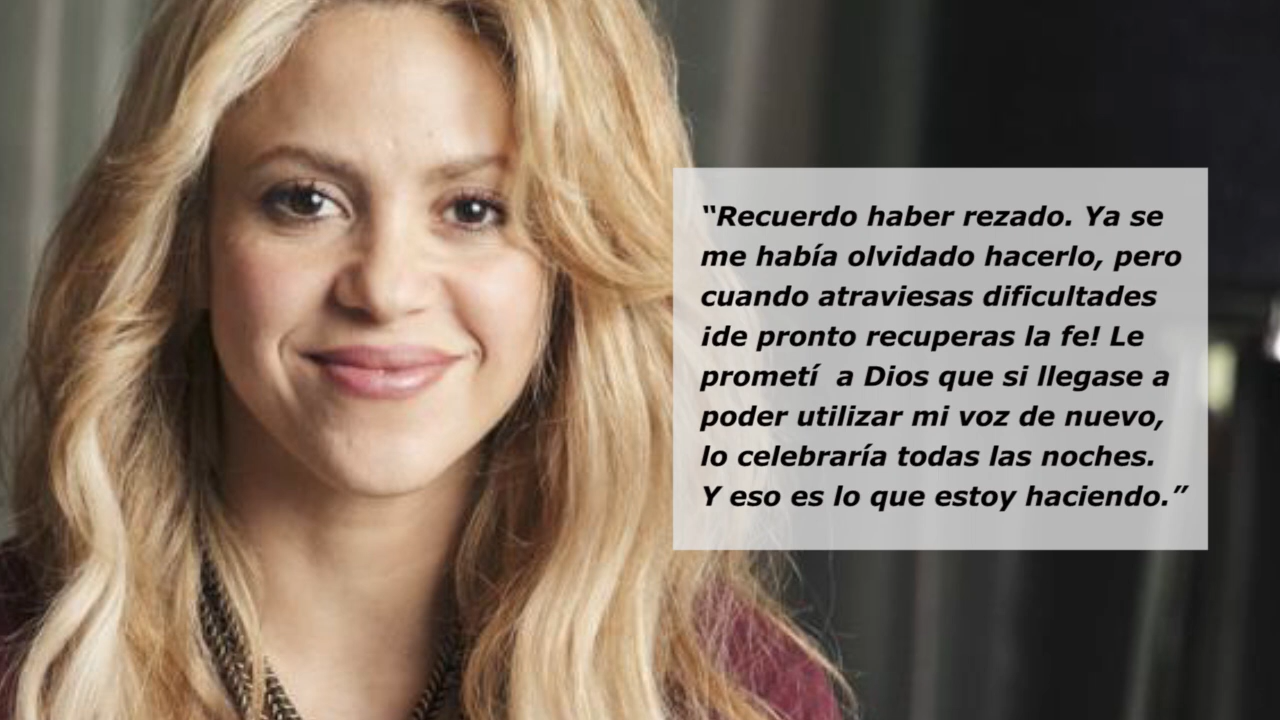 “Recuerdo haber rezado. Ya se
me había olvidado hacerlo, pero
cuando atraviesas dificultades
¡de pronto recuperas la fe! Le
prometí  a Dios que si llegase a
poder utilizar mi voz de nuevo,
lo celebraría todas las noches.
Y eso es lo que estoy haciendo.”